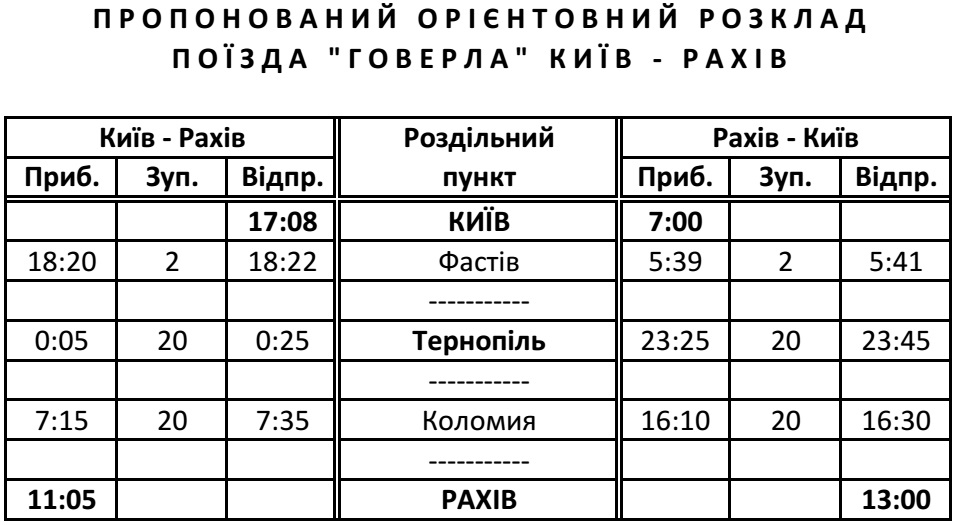 ПРОПОНОВАНИЙ ОРІЄНТОВНИЙ РОЗКЛАД
ПОЇЗДА "ГОВЕРЛА" КИЇВ - РАХІВ
Київ - Рахів Роздільний Рахів - Київ
Приб. Зуп. Відпр. пункт Приб. Зуп. Відпр.
17:08 КИЇВ 7:00
18:20 2 18:22 Фастів 5:39 2 5:41
-----------
0:05 20 0:25 Тернопіль 23:25 20 23:45
-----------
7:15 20 7:35 Коломия 16:10 20 16:30
-----------
11:05 РАХІВ 13:00